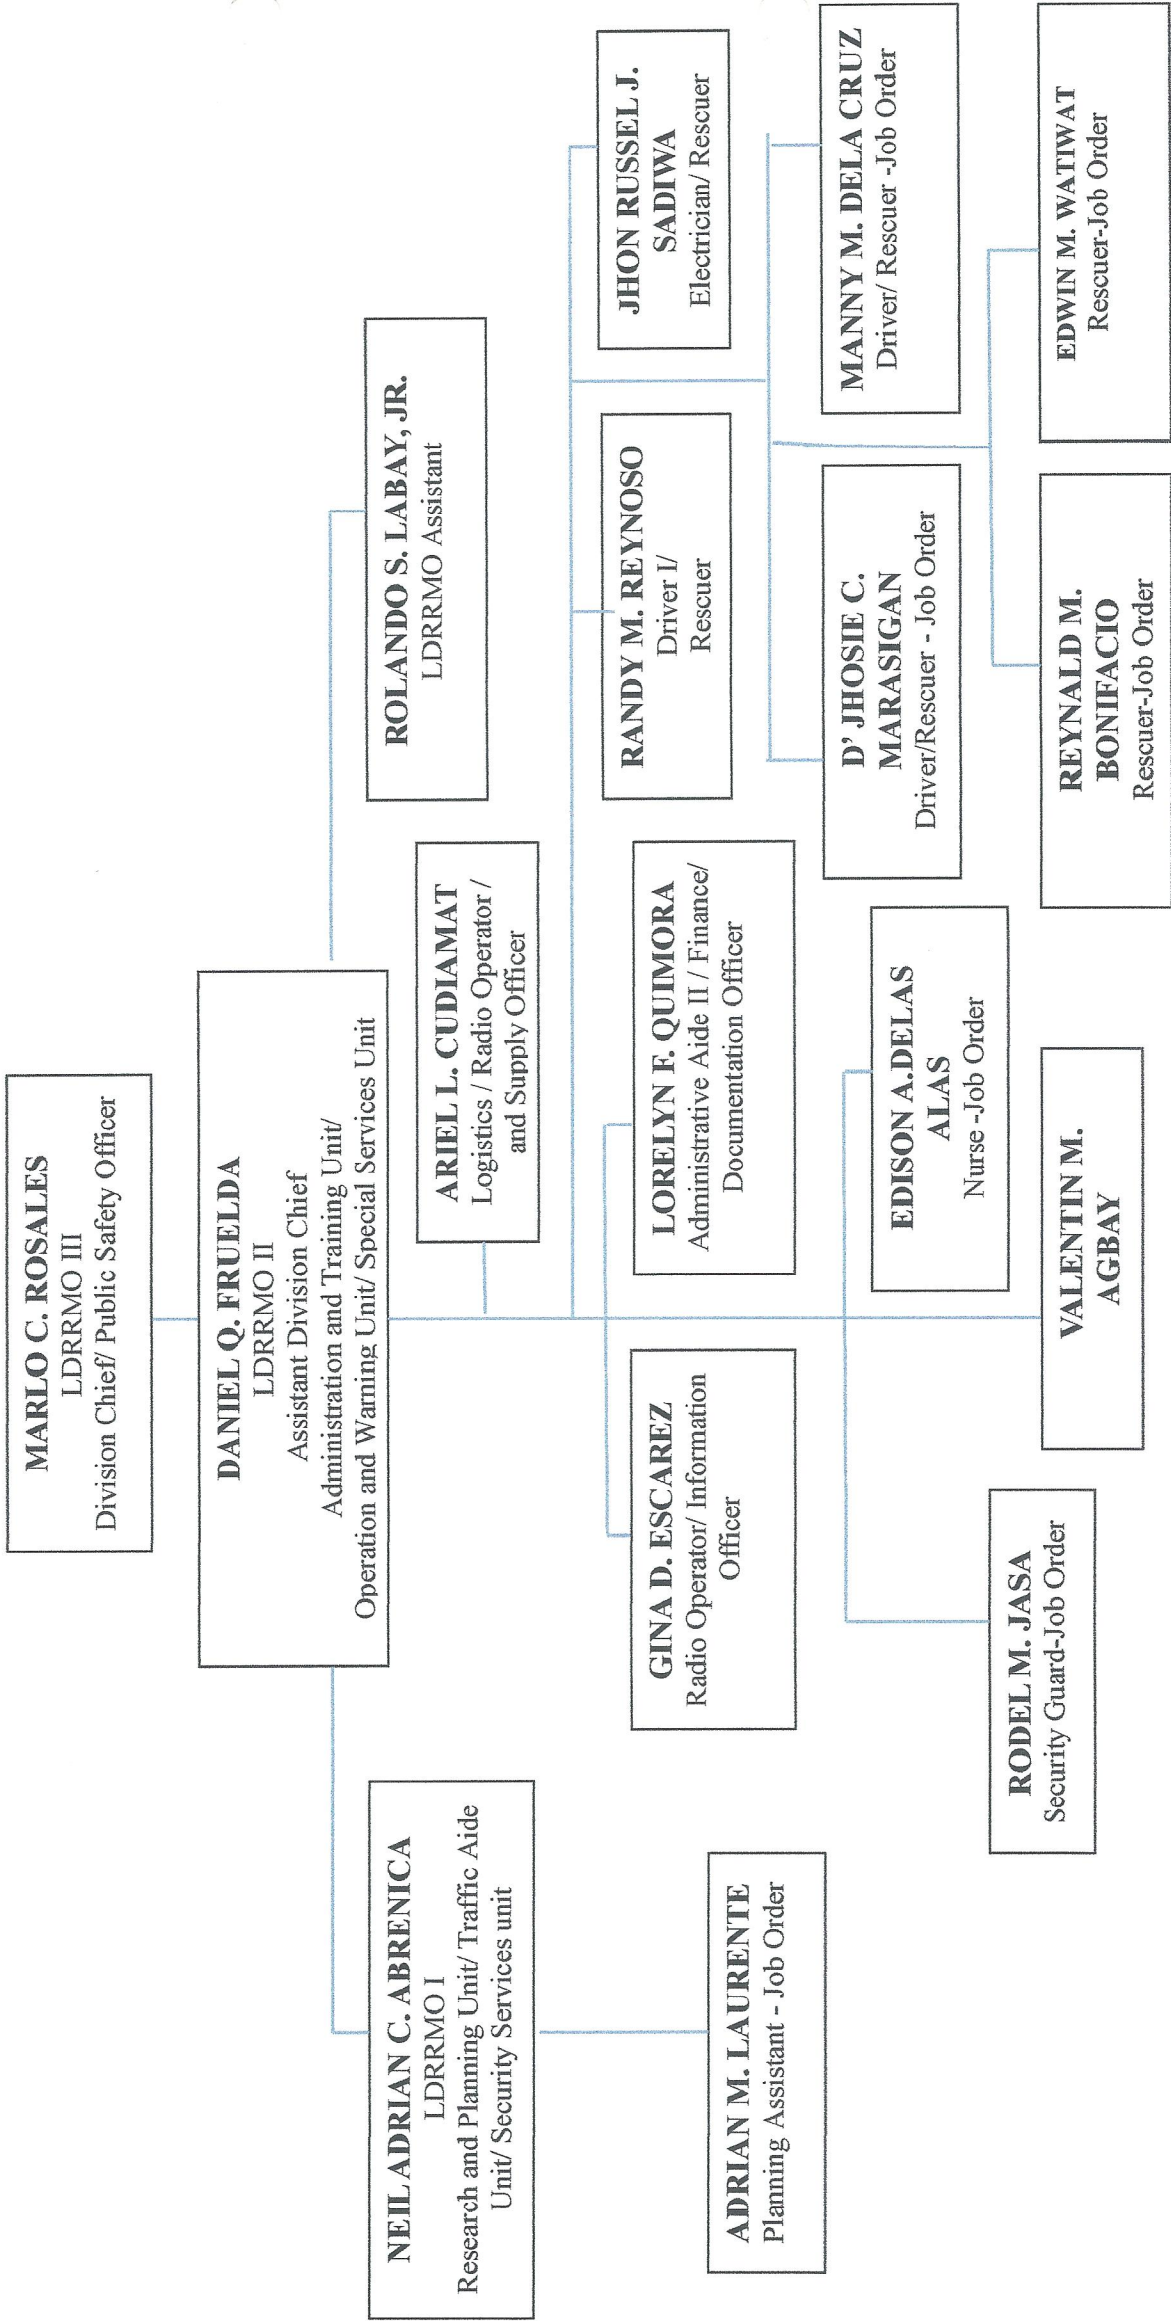 MARLO C. ROSALES
LDRRMO III
Division Chief/ Public Safety Officer
DANIEL Q. FRUELDA
LDRRMO II
Assistant Division Chief
Administration and Training Unit/
Operation and Warning Unit/ Special Services Unit
NEIL ADRIAN C. ABRENICA
LDRRMO I
Research and Planning Unit/ Traffic Aide
Unit/ Security Services unit
ROLANDO S. LABAY, JR.
LDRRMO Assistant
ARIEL L. CUDIAMAT
Logistics / Radio Operator /
and Supply Officer
ADRIAN M. LAURENTE
Planning Assistant - Job Order
GINA D. ESCAREZ
Radio Operator/ Information
Officer
LORELYN F. QUIMORA
Administrative Aide II / Finance/
Documentation Officer
RANDY M. REYNOSO
Driver I/
Rescuer
JHON RUSSEL J.
SADIWA
Electrician/ Rescuer
RODEL M. JASA
Security Guard-Job Order
EDISON A.DELAS
ALAS
Nurse -Job Order
D' JHOSIE C.
MARASIGAN
Driver/Rescuer - Job Order
MANNY M. DELA CRUZ
Driver/ Rescuer -Job Order
VALENTIN M.
AGBAY
REYNALD M.
BONIFACIO
Rescuer-Job Order
EDWIN M. WATIWAT
Rescuer-Job Order